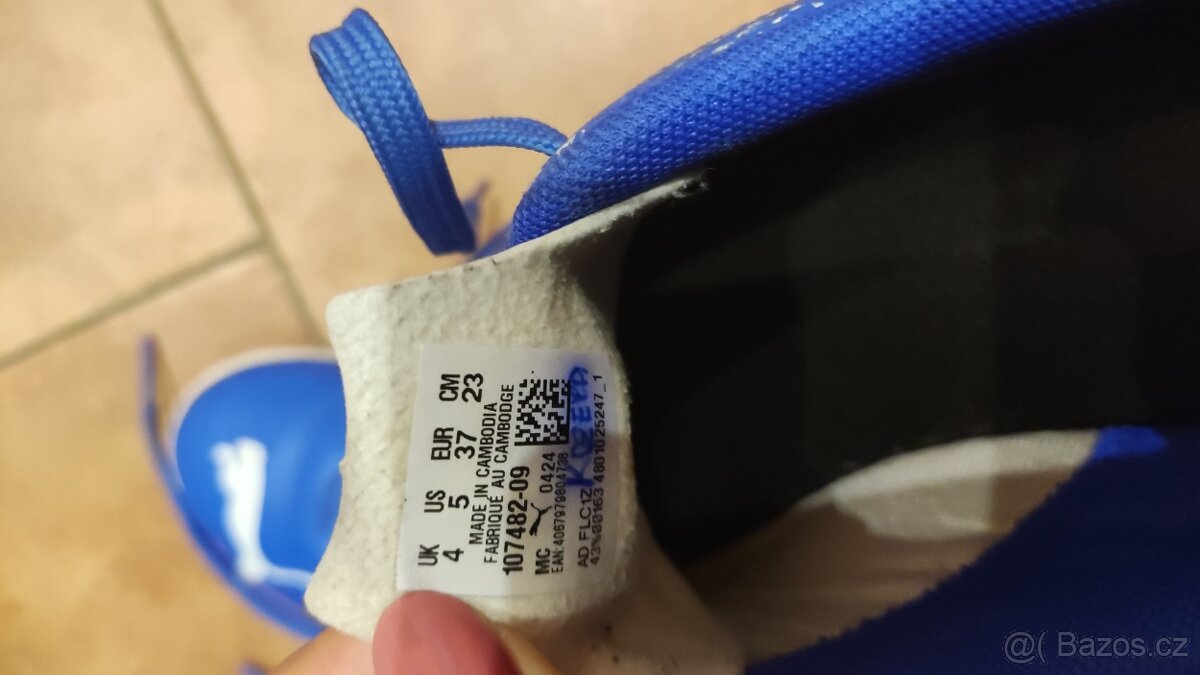 UK US EUR CM
4 5 37 23
MADE IN CAMBODIA
FABRIQUÉ AU CAMBODGE
107482-09
MC 0424
EAN:4067979804738
AD FLC1Z
43%00163 4801025247_1
@( Bazos.cz